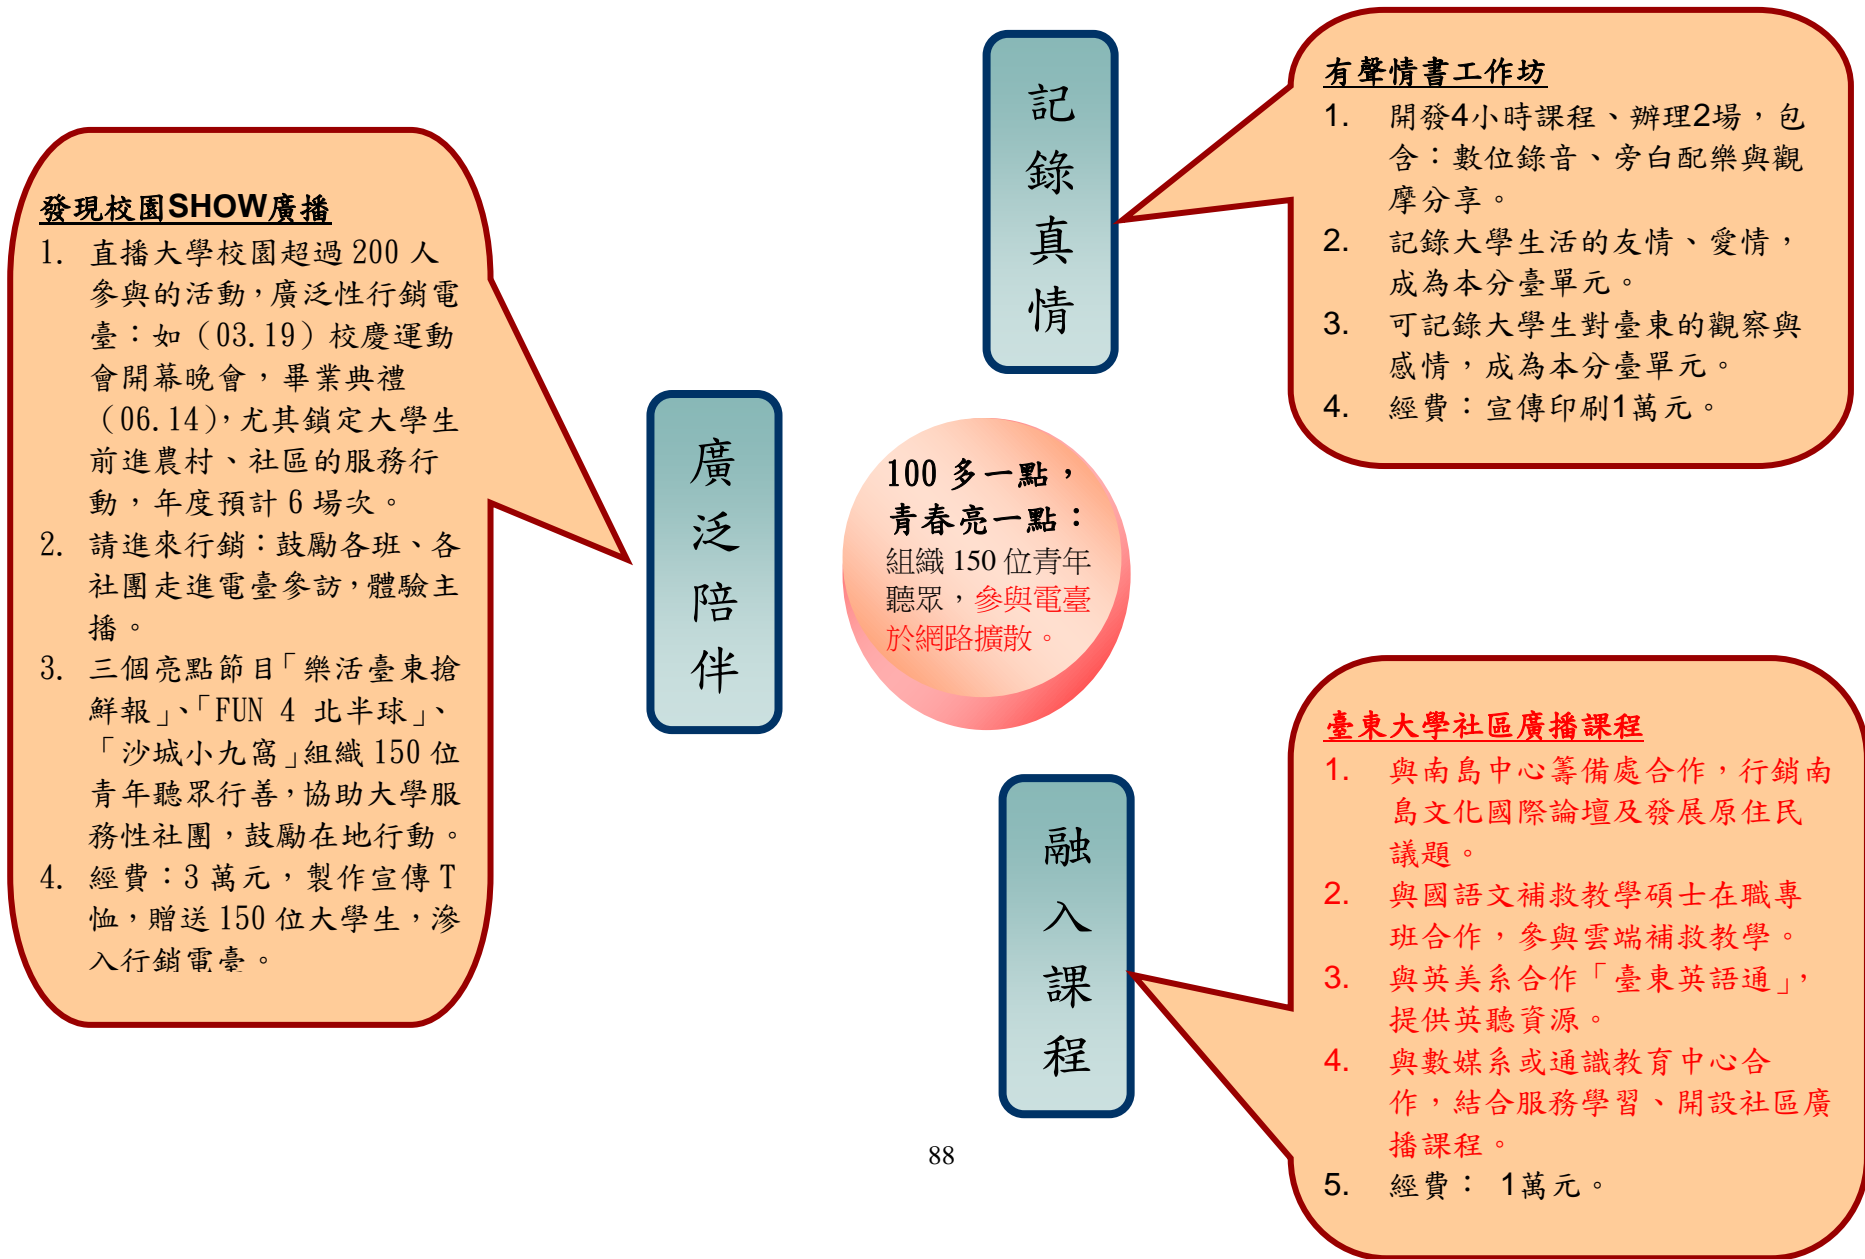 發現校園SHOW廣播
1. 直播大學校園超過 200 人
參與的活動，廣泛性行銷電
臺：如（03.19）校慶運動
會開幕晚會，畢業典禮
（06.14），尤其鎖定大學生
前進農村、社區的服務行
動，年度預計 6 場次。
2. 請進來行銷：鼓勵各班、各
社團走進電臺參訪，體驗主
播。
3. 三個亮點節目「樂活臺東搶
鮮報」、「FUN 4 北半球」、
「沙城小九窩」組織 150 位
青年聽眾行善，協助大學服
務性社團，鼓勵在地行動。
4. 經費：3 萬元，製作宣傳 T
恤，贈送 150 位大學生，滲
入行銷電臺。
廣泛陪伴
100 多一點，
青春亮一點：
組織 150 位青年
聽眾，參與電臺
於網路擴散。
記錄真情
有聲情書工作坊
1. 開發4小時課程、辦理2場，包
含：數位錄音、旁白配樂與觀
摩分享。
2. 記錄大學生活的友情、愛情，
成為本分臺單元。
3. 可記錄大學生對臺東的觀察與
感情，成為本分臺單元。
4. 經費：宣傳印刷1萬元。
融入課程
臺東大學社區廣播課程
1. 與南島中心籌備處合作，行銷南
島文化國際論壇及發展原住民
議題。
2. 與國語文補救教學碩士在職專
班合作，參與雲端補救教學。
3. 與英美系合作「臺東英語通」，
提供英聽資源。
4. 與數媒系或通識教育中心合
作，結合服務學習、開設社區廣
播課程。
5. 經費： 1萬元。
88